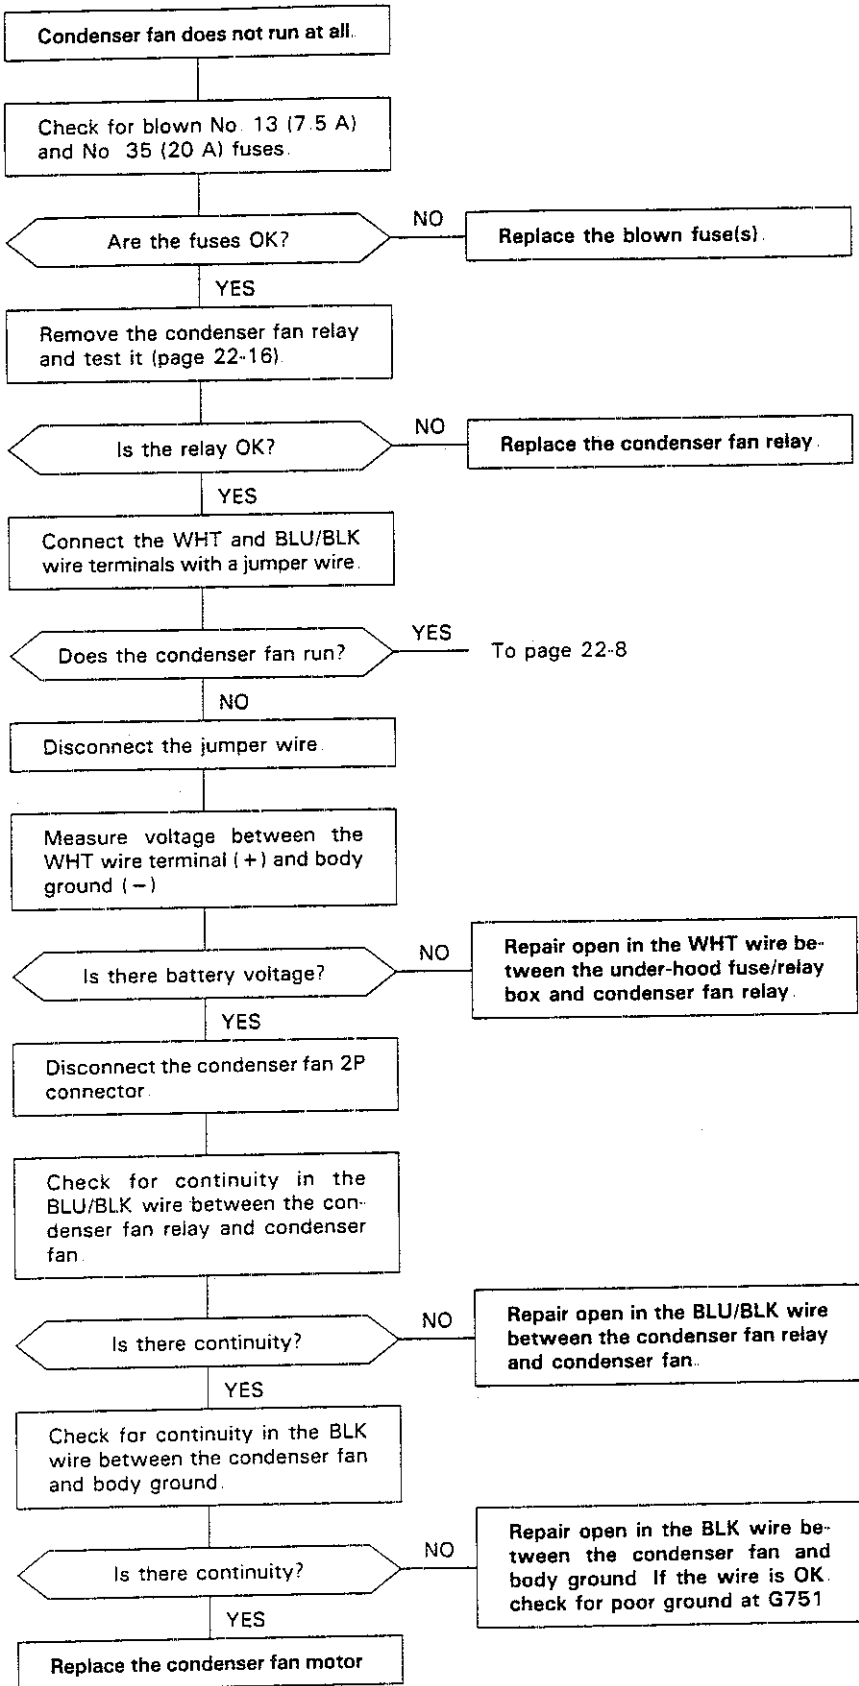 Condenser fan does not run at all.
Check for blown No. 13 (7.5 A)
and No. 35 (20 A) fuses.
Are the fuses OK?
NO
Replace the blown fuse(s).
YES
Remove the condenser fan relay
and test it (page 22-16).
Is the relay OK?
NO
Replace the condenser fan relay.
YES
Connect the WHT and BLU/BLK
wire terminals with a jumper wire.
Does the condenser fan run?
YES
To page 22-8
NO
Disconnect the jumper wire.
Measure voltage between the
WHT wire terminal (+) and body
ground (−)
Is there battery voltage?
NO
Repair open in the WHT wire be-
tween the under-hood fuse/relay
box and condenser fan relay.
YES
Disconnect the condenser fan 2P
connector.
Check for continuity in the
BLU/BLK wire between the con-
denser fan relay and condenser
fan.
Is there continuity?
NO
Repair open in the BLU/BLK wire
between the condenser fan relay
and condenser fan.
YES
Check for continuity in the BLK
wire between the condenser fan
and body ground.
Is there continuity?
NO
Repair open in the BLK wire be-
tween the condenser fan and
body ground If the wire is OK.
check for poor ground at G751
YES
Replace the condenser fan motor